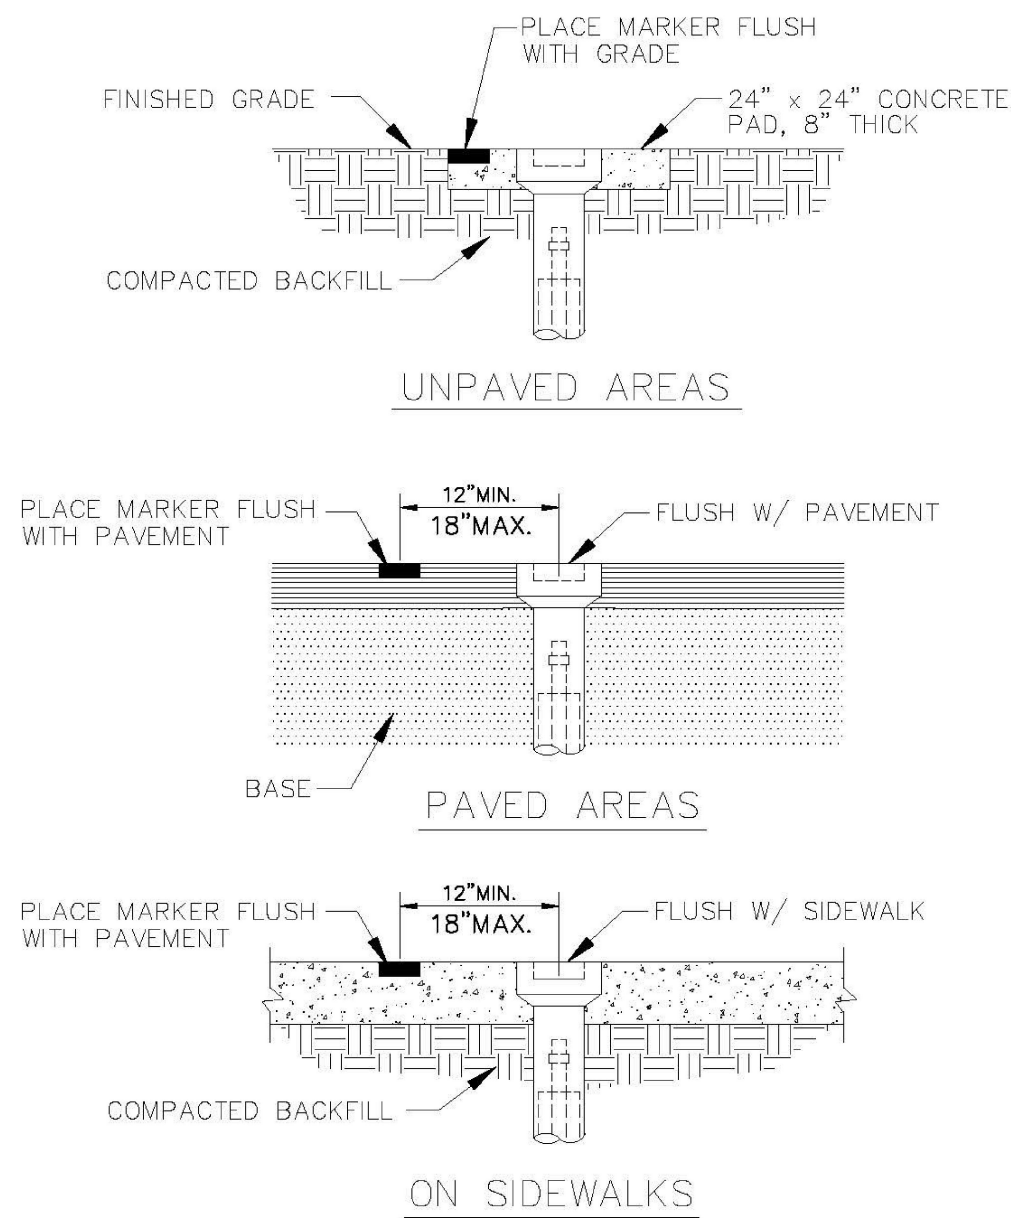 PLACE MARKER FLUSH
WITH GRADE
FINISHED GRADE
24" x 24" CONCRETE
PAD, 8" THICK
COMPACTED BACKFILL
UNPAVED AREAS
PLACE MARKER FLUSH
WITH PAVEMENT
12"MIN.
18"MAX.
FLUSH W/ PAVEMENT
BASE
PAVED AREAS
PLACE MARKER FLUSH
WITH PAVEMENT
12"MIN.
18"MAX.
FLUSH W/ SIDEWALK
COMPACTED BACKFILL
ON SIDEWALKS